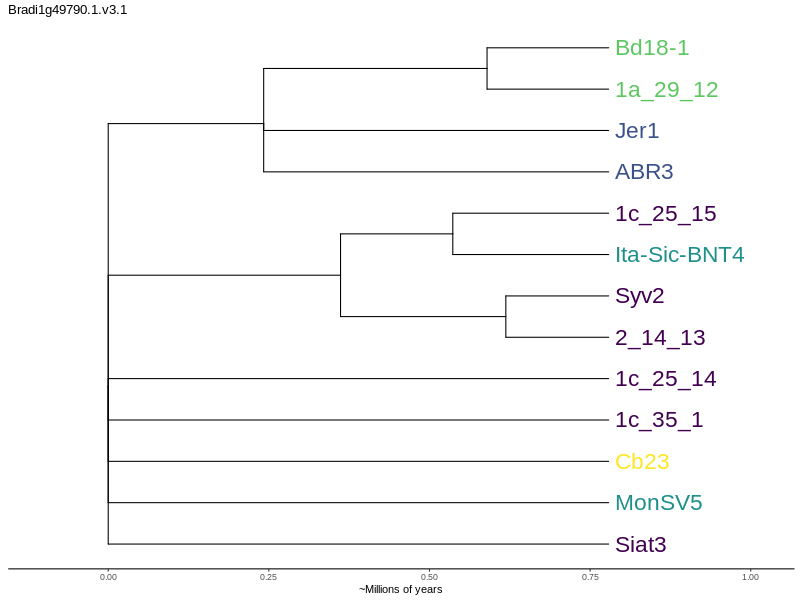 Bradi1g49790.1.v3.1
Bd18-1
1a_29_12
Jer1
ABR3
1c_25_15
Ita-Sic-BNT4
Syv2
2_14_13
1c_25_14
1c_35_1
Cb23
MonSV5
Siat3
0.00 0.25 0.50 0.75 1.00
~Millions of years